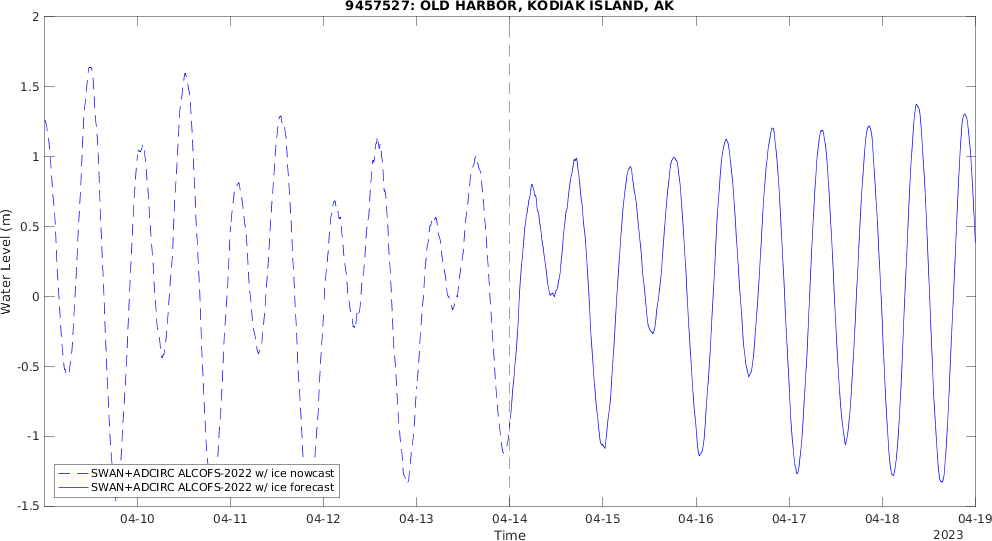 9457527: OLD HARBOR, KODIAK ISLAND, AK
2
1.5
1
0.5
0
-0.5
-1
-1.5
Water Level (m)
SWAN+ADCIRC ALCOFS-2022 w/ ice nowcast
SWAN+ADCIRC ALCOFS-2022 w/ ice forecast
04-10 04-11 04-12 04-13 04-14 04-15 04-16 04-17 04-18 04-19
Time
2023